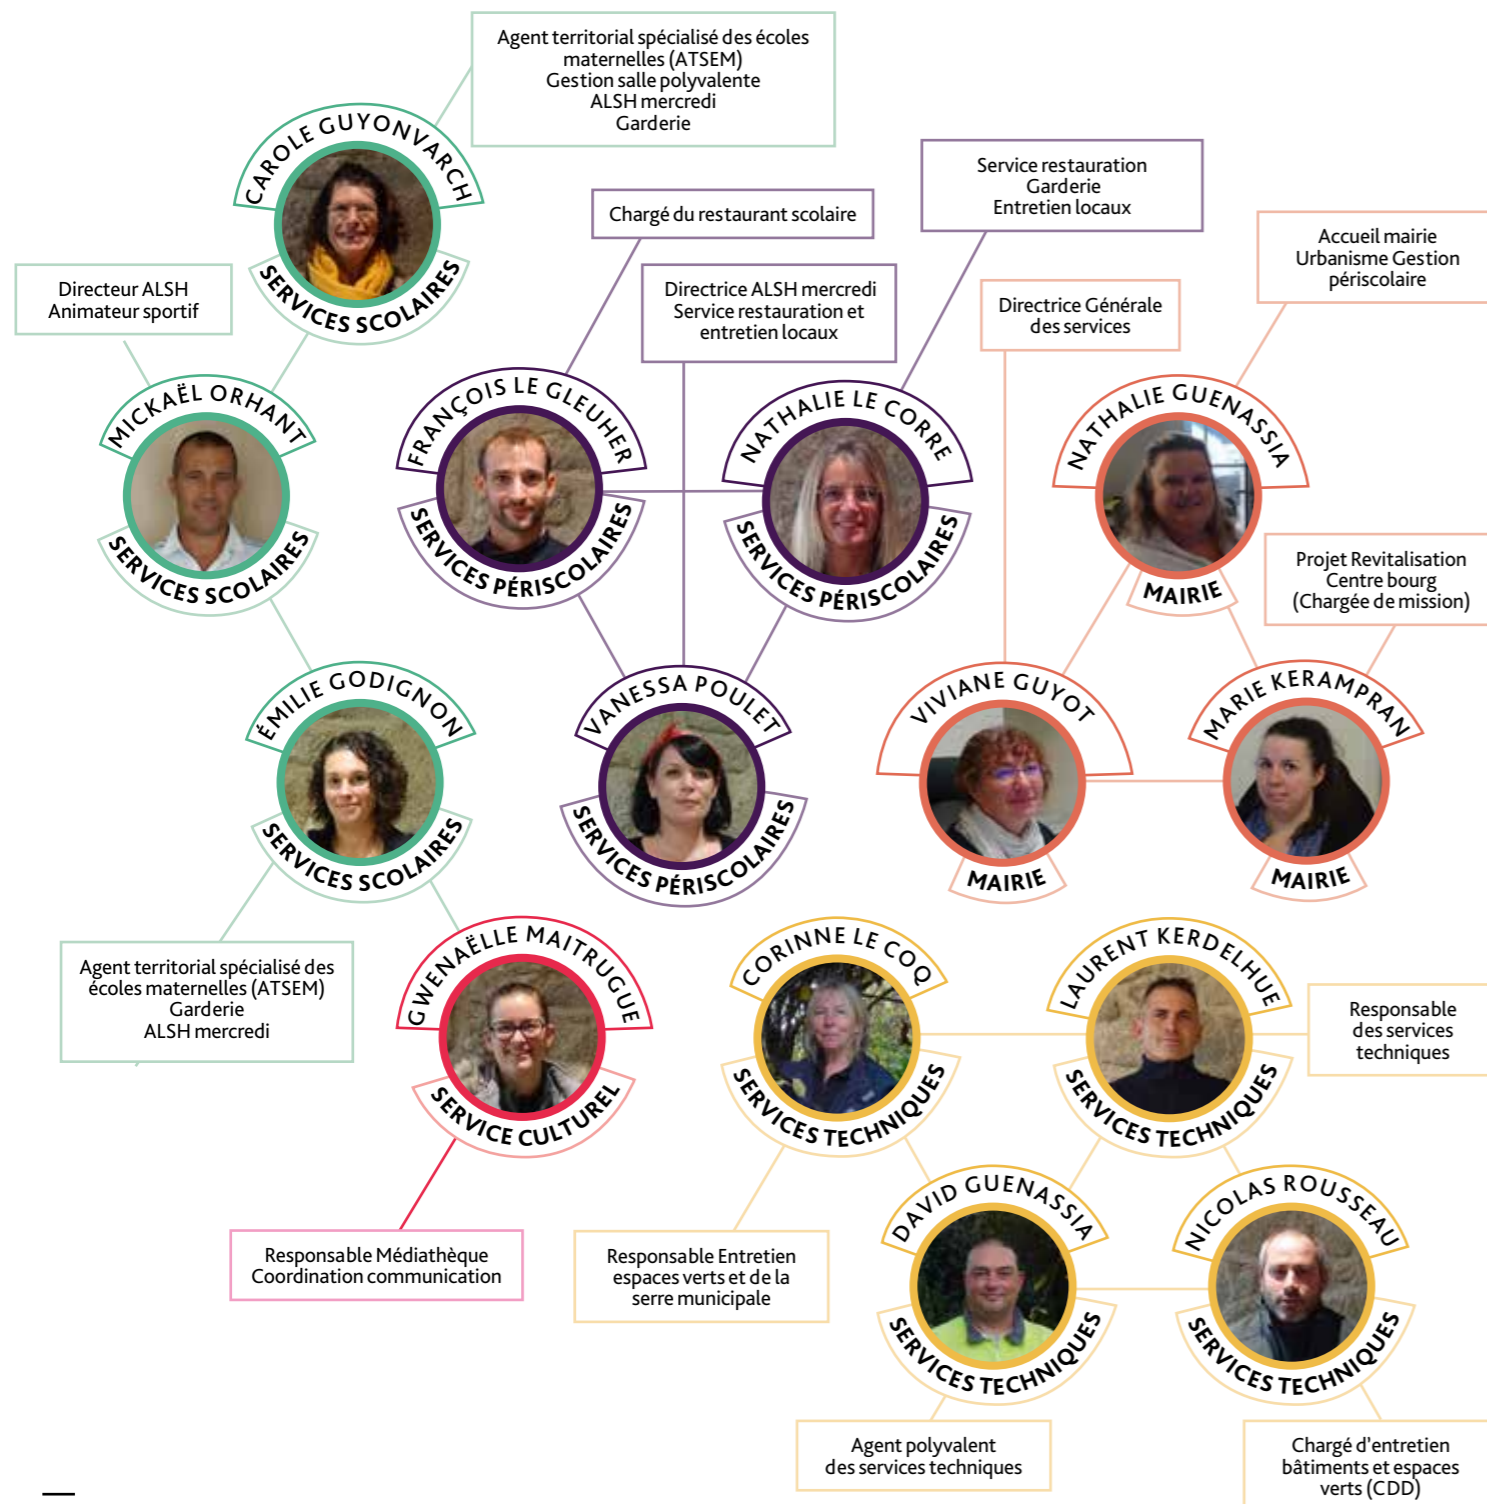 Agent territorial spécialisé des écoles
maternelles (ATSEM)
Gestion salle polyvalente
ALSH mercredi
Garderie
CAROLE GUYONVARCH
SERVICES SCOLAIRES
Directeur ALSH
Animateur sportif
MICKAËL ORHANT
SERVICES SCOLAIRES
ÉMILIE GODIGNON
SERVICES SCOLAIRES
Agent territorial spécialisé des
écoles maternelles (ATSEM)
Garderie
ALSH mercredi
Chargé du restaurant scolaire
FRANÇOIS LE GLEUHER
SERVICES PÉRISCOLAIRES
Service restauration
Garderie
Entretien locaux
NATHALIE LE CORRE
SERVICES PÉRISCOLAIRES
Directrice ALSH mercredi
Service restauration et
entretien locaux
VANESSA POULET
SERVICES PÉRISCOLAIRES
Accueil mairie
Urbanisme Gestion
périscolaire
NATHALIE GUENASSIA
MAIRIE
Directrice Générale
des services
VIVIANE GUYOT
MAIRIE
Projet Revitalisation
Centre bourg
(Chargée de mission)
MARIE KERAMPRAN
MAIRIE
GWENAËLLE MAITRUGUE
SERVICE CULTUREL
Responsable Médiathèque
Coordination communication
CORINNE LE COQ
SERVICES TECHNIQUES
Responsable Entretien
espaces verts et de la
serre municipale
LAURENT KERDELHUE
SERVICES TECHNIQUES
Responsable
des services
techniques
DAVID GUENASSIA
SERVICES TECHNIQUES
Agent polyvalent
des services techniques
NICOLAS ROUSSEAU
SERVICES TECHNIQUES
Chargé d'entretien
bâtiments et espaces
verts (CDD)